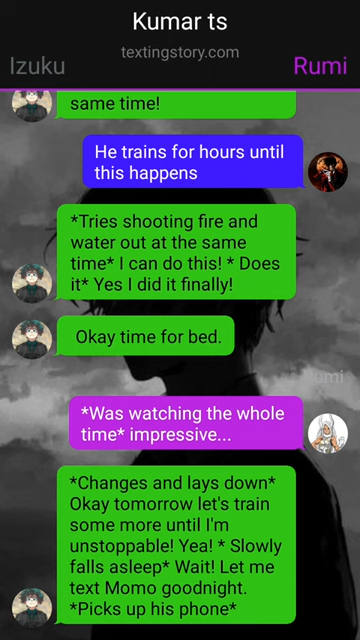 Kumar ts
textingstory.com
Izuku
Rumi
same time!
He trains for hours until
this happens
*Tries shooting fire and
water out at the same
time* I can do this! * Does
it* Yes I did it finally!
Okay time for bed.
umi
*Was watching the whole
time* impressive...
*Changes and lays down*
Okay tomorrow let's train
some more until I'm
unstoppable! Yea! * Slowly
falls asleep* Wait! Let me
text Momo goodnight.
*Picks up his phone*